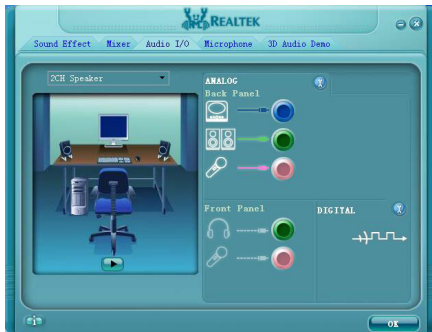 REALTEK
Sound Effect Mixer Audio I/O Microphone 3D Audio Demo
2CH Speaker
ANALOG
Back Panel
Front Panel
DIGITAL
OK